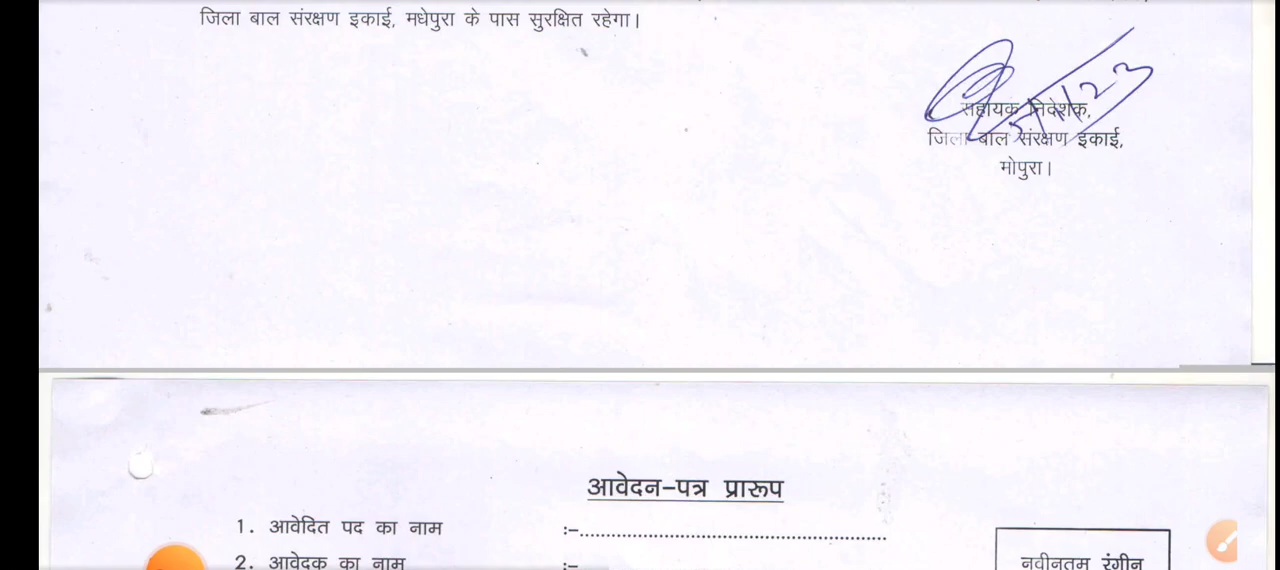 जिला बाल संरक्षण इकाई, मधेपुरा के पास सुरक्षित रहेगा।
सहायक निदेशक,
जिला बाल संरक्षण इकाई,
मोपुरा।
आवेदन-पत्र प्रारूप
1. आवेदित पद का नाम :-......................................................
नवीनतम रंगीन
2. आवेदक का नाम :-